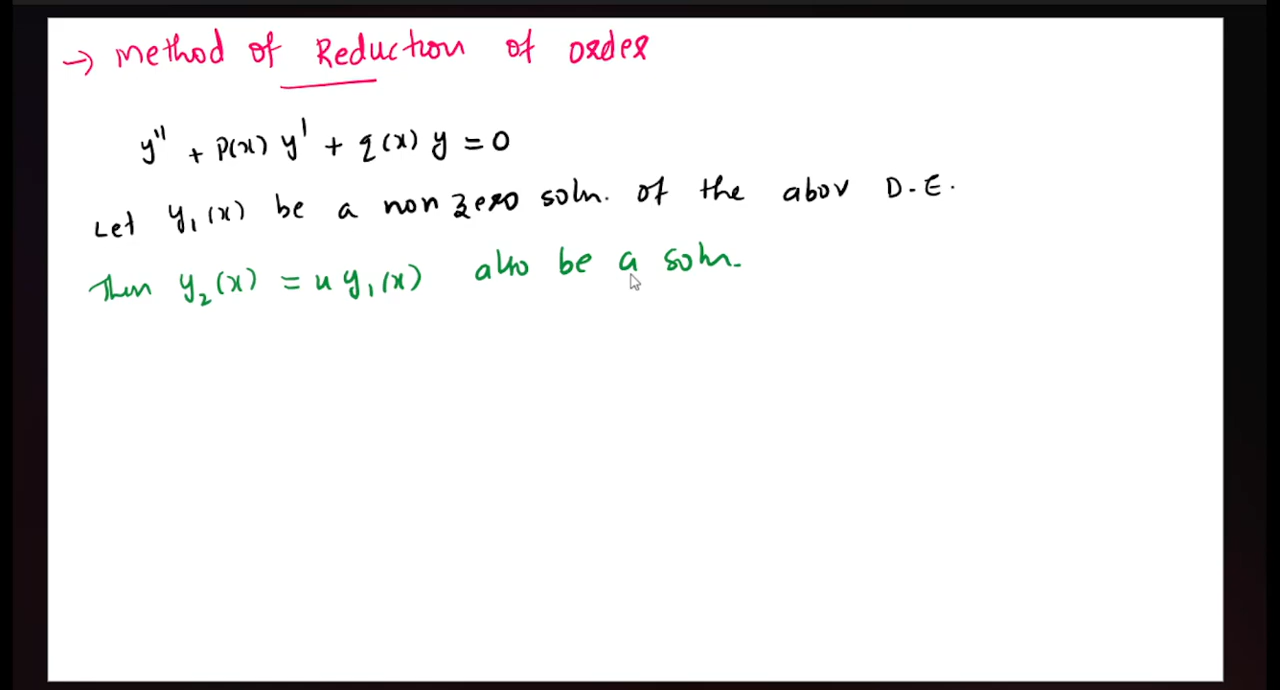 → Method of Reduction of order
y'' + P(x) y' + q(x) y = 0
Let y₁(x) be a non zero soln. of the abov D.E.
Then y₂(x) = u y₁(x) also be a soln.